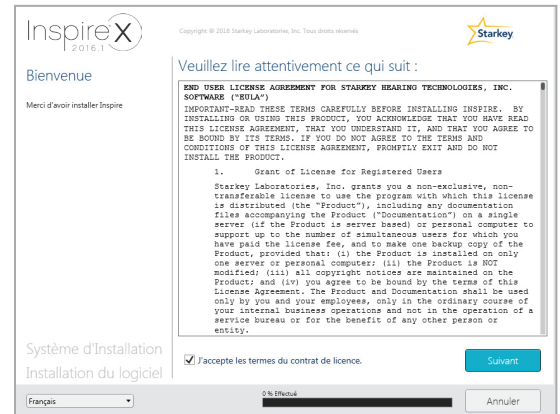 Inspire X
2016.1
Copyright © 2016 Starkey Laboratories, Inc. Tous droits réservés
Starkey
Bienvenue
Merci d'avoir installer Inspire
Système d'Installation
Installation du logiciel
Veuillez lire attentivement ce qui suit :
END USER LICENSE AGREEMENT FOR STARKEY HEARING TECHNOLOGIES, INC.
SOFTWARE ("EULA")
IMPORTANT-READ THESE TERMS CAREFULLY BEFORE INSTALLING INSPIRE. BY
INSTALLING OR USING THIS PRODUCT, YOU ACKNOWLEDGE THAT YOU HAVE READ
THIS LICENSE AGREEMENT, THAT YOU UNDERSTAND IT, AND THAT YOU AGREE TO
BE BOUND BY ITS TERMS. IF YOU DO NOT AGREE TO THE TERMS AND
CONDITIONS OF THIS LICENSE AGREEMENT, PROMPTLY EXIT AND DO NOT
INSTALL THE PRODUCT.
1. Grant of License for Registered Users
Starkey Laboratories, Inc. grants you a non-exclusive, non-
transferable license to use the program with which this license
is distributed (the "Product"), including any documentation
files accompanying the Product ("Documentation") on a single
server (if the Product is server based) or personal computer to
support up to the number of simultaneous users for which you
have paid the license fee, and to make one backup copy of the
Product, provided that: (i) the Product is installed on only
one server or personal computer; (ii) the Product is NOT
modified; (iii) all copyright notices are maintained on the
Product; and (iv) you agree to be bound by the terms of this
License Agreement. The Product and Documentation shall be used
only by you and your employees, only in the ordinary course of
your internal business operations and not in the operation of a
service bureau or for the benefit of any other person or
entity.
J'accepte les termes du contrat de licence.
Suivant
Français
0 % Effectué
Annuler